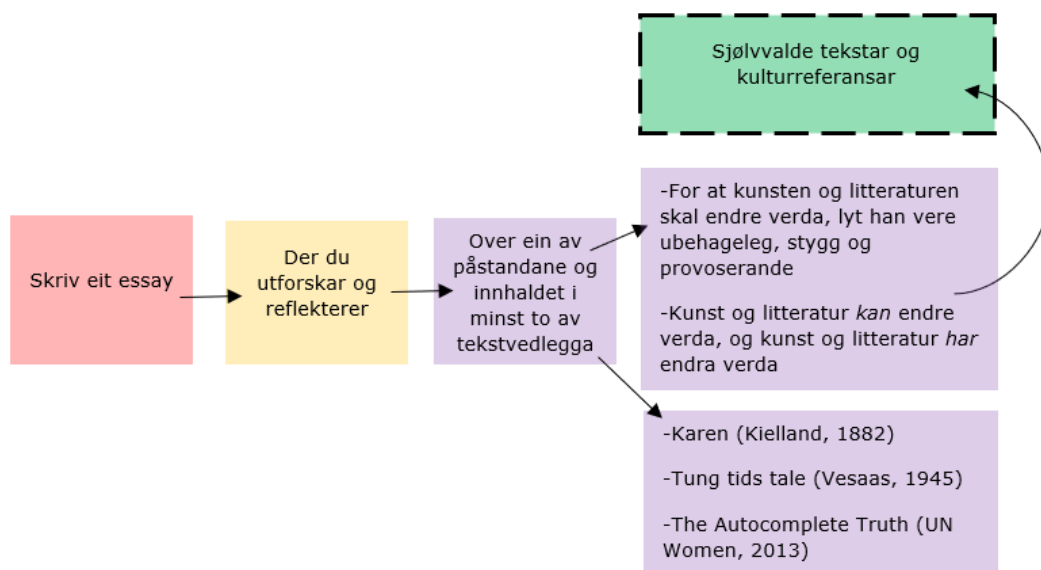 Sjølvvalde tekstar og
kulturreferansar
Skriv eit essay
Der du
utforskar og
reflekterer
Over ein av
påstandane og
innhaldet i
minst to av
tekstvedlegga
-For at kunsten og litteraturen
skal endre verda, lyt han vere
ubehageleg, stygg og
provoserande
-Kunst og litteratur kan endre
verda, og kunst og litteratur har
endra verda
-Karen (Kielland, 1882)
-Tung tids tale (Vesaas, 1945)
-The Autocomplete Truth (UN
Women, 2013)